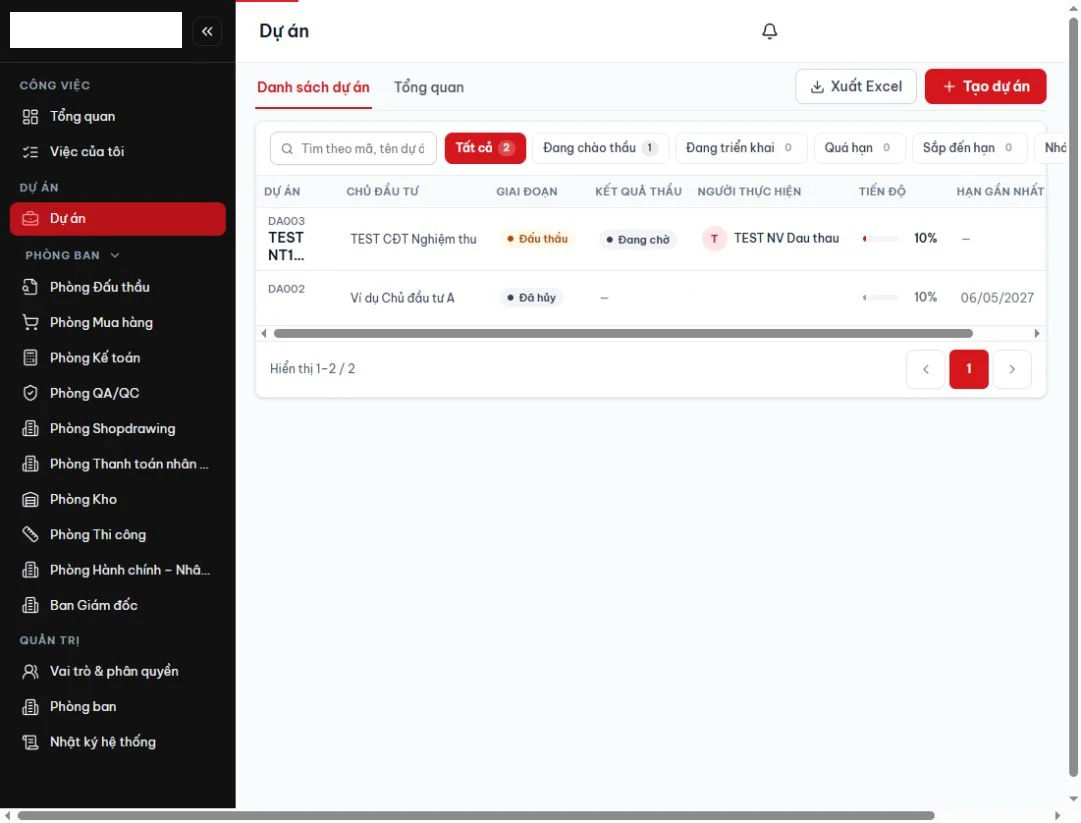 Dự án
CÔNG VIỆC
Tổng quan
Việc của tôi
DỰ ÁN
Dự án
PHÒNG BAN
Phòng Đấu thầu
Phòng Mua hàng
Phòng Kế toán
Phòng QA/QC
Phòng Shopdrawing
Phòng Thanh toán nhân ...
Phòng Kho
Phòng Thi công
Phòng Hành chính – Nhâ...
Ban Giám đốc
QUẢN TRỊ
Vai trò & phân quyền
Phòng ban
Nhật ký hệ thống
Danh sách dự án Tổng quan Xuất Excel + Tạo dự án
Tìm theo mã, tên dự á Tất cả 2 Đang chào thầu 1 Đang triển khai 0 Quá hạn 0 Sắp đến hạn 0
DỰ ÁN CHỦ ĐẦU TƯ GIAI ĐOẠN KẾT QUẢ THẦU NGƯỜI THỰC HIỆN TIẾN ĐỘ HẠN GẦN NHẤT
DA003
TEST
NT1... TEST CĐT Nghiệm thu Đấu thầu Đang chờ T TEST NV Dau thau 10% –
DA002
Ví dụ Chủ đầu tư A Đã hủy – 10% 06/05/2027
Hiển thị 1–2 / 2 1